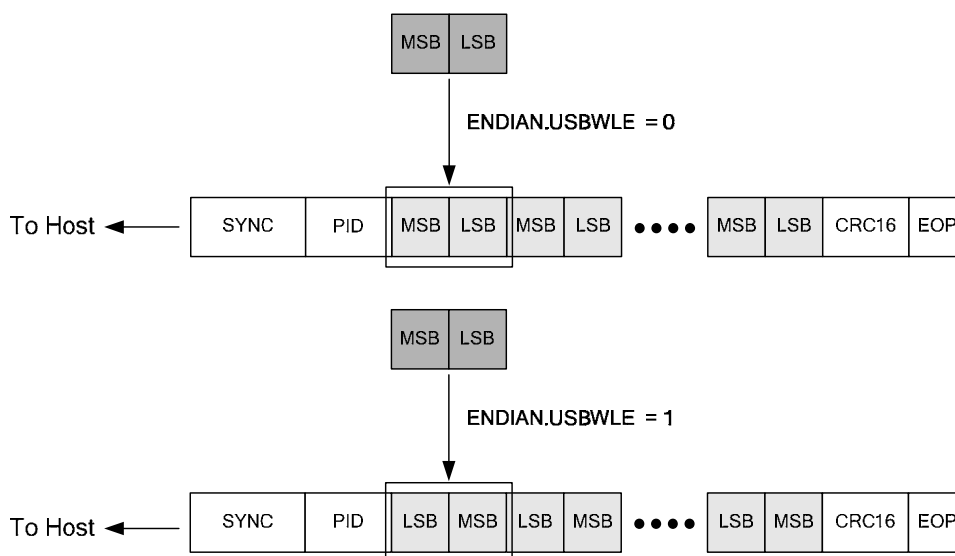 MSB LSB
ENDIAN.USBWLE = 0
To Host SYNC PID MSB LSB MSB LSB MSB LSB CRC16 EOP
MSB LSB
ENDIAN.USBWLE = 1
To Host SYNC PID LSB MSB LSB MSB LSB MSB CRC16 EOP